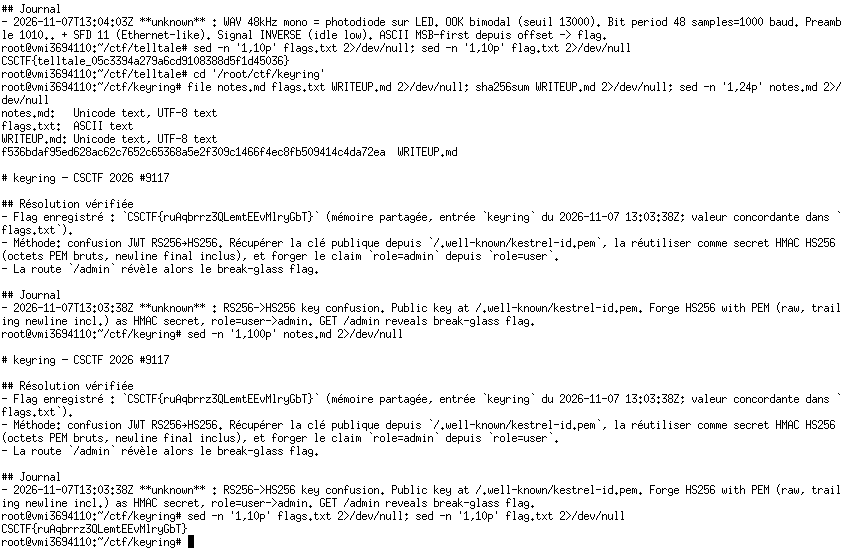 ## Journal
- 2026-11-07T13:04:03Z **unknown** : WAV 48kHz mono = photodiode sur LED. OOK bimodal (seuil 13000). Bit period 48 samples=1000 baud. Preamb
le 1010.. + SFD 11 (Ethernet-like). Signal INVERSE (idle low). ASCII MSB-first depuis offset -> flag.
root@vmi3694110:~/ctf/telltale# sed -n '1,10p' flags.txt 2>/dev/null; sed -n '1,10p' flag.txt 2>/dev/null
CSCTF{telltale_05c3394a279a6cd9108388d5f1d45036}
root@vmi3694110:~/ctf/telltale# cd '/root/ctf/keyring'
root@vmi3694110:~/ctf/keyring# file notes.md flags.txt WRITEUP.md 2>/dev/null; sha256sum WRITEUP.md 2>/dev/null; sed -n '1,24p' notes.md 2>/
dev/null
notes.md:   Unicode text, UTF-8 text
flags.txt:  ASCII text
WRITEUP.md: Unicode text, UTF-8 text
f536bdaf95ed628ac62c7652c65368a5e2f309c1466f4ec8fb509414c4da72ea  WRITEUP.md
# keyring — CSCTF 2026 #9117
## Résolution vérifiée
- Flag enregistré : `CSCTF{ruAqbrrz3QLemtEEvMlryGbT}` (mémoire partagée, entrée `keyring` du 2026-11-07 13:03:38Z; valeur concordante dans `
flags.txt`).
- Méthode: confusion JWT RS256→HS256. Récupérer la clé publique depuis `/.well-known/kestrel-id.pem`, la réutiliser comme secret HMAC HS256
(octets PEM bruts, newline final inclus), et forger le claim `role=admin` depuis `role=user`.
- La route `/admin` révèle alors le break-glass flag.
## Journal
- 2026-11-07T13:03:38Z **unknown** : RS256->HS256 key confusion. Public key at /.well-known/kestrel-id.pem. Forge HS256 with PEM (raw, trail
ing newline incl.) as HMAC secret, role=user->admin. GET /admin reveals break-glass flag.
root@vmi3694110:~/ctf/keyring# sed -n '1,100p' notes.md 2>/dev/null
# keyring — CSCTF 2026 #9117
## Résolution vérifiée
- Flag enregistré : `CSCTF{ruAqbrrz3QLemtEEvMlryGbT}` (mémoire partagée, entrée `keyring` du 2026-11-07 13:03:38Z; valeur concordante dans `
flags.txt`).
- Méthode: confusion JWT RS256→HS256. Récupérer la clé publique depuis `/.well-known/kestrel-id.pem`, la réutiliser comme secret HMAC HS256
(octets PEM bruts, newline final inclus), et forger le claim `role=admin` depuis `role=user`.
- La route `/admin` révèle alors le break-glass flag.
## Journal
- 2026-11-07T13:03:38Z **unknown** : RS256->HS256 key confusion. Public key at /.well-known/kestrel-id.pem. Forge HS256 with PEM (raw, trail
ing newline incl.) as HMAC secret, role=user->admin. GET /admin reveals break-glass flag.
root@vmi3694110:~/ctf/keyring# sed -n '1,10p' flags.txt 2>/dev/null; sed -n '1,10p' flag.txt 2>/dev/null
CSCTF{ruAqbrrz3QLemtEEvMlryGbT}
root@vmi3694110:~/ctf/keyring#